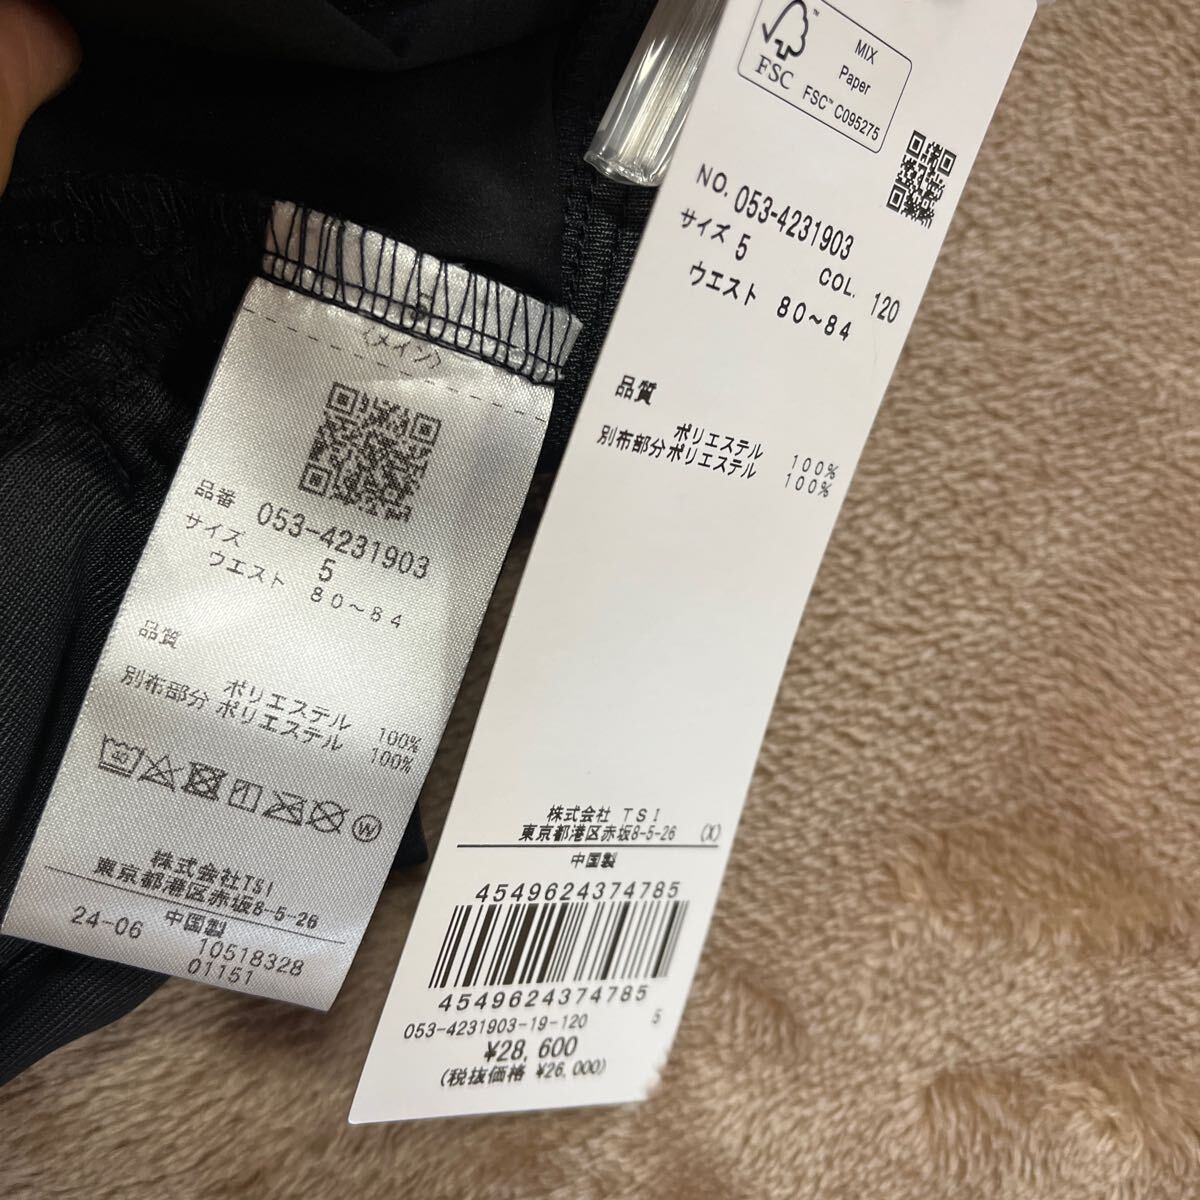 〈メイン〉
品番 053-4231903
サイズ 5
ウエスト 80~84
品質
ポリエステル 100%
別布部分 ポリエステル 100%
40
W
株式会社TSI
東京都港区赤坂8-5-26
中国製
24-06 10518328
01151
FSC™
MIX
Paper
FSC™ C095275
NO. 053-4231903
サイズ 5 COL. 120
ウエスト 80~84
品質
ポリエステル 100%
別布部分ポリエステル 100%
株式会社 TSI
東京都港区赤坂8-5-26 (X)
中国製
4549624374785
4549624374785
053-4231903-19-120 5
¥28,600
(税抜価格 ¥26,000)